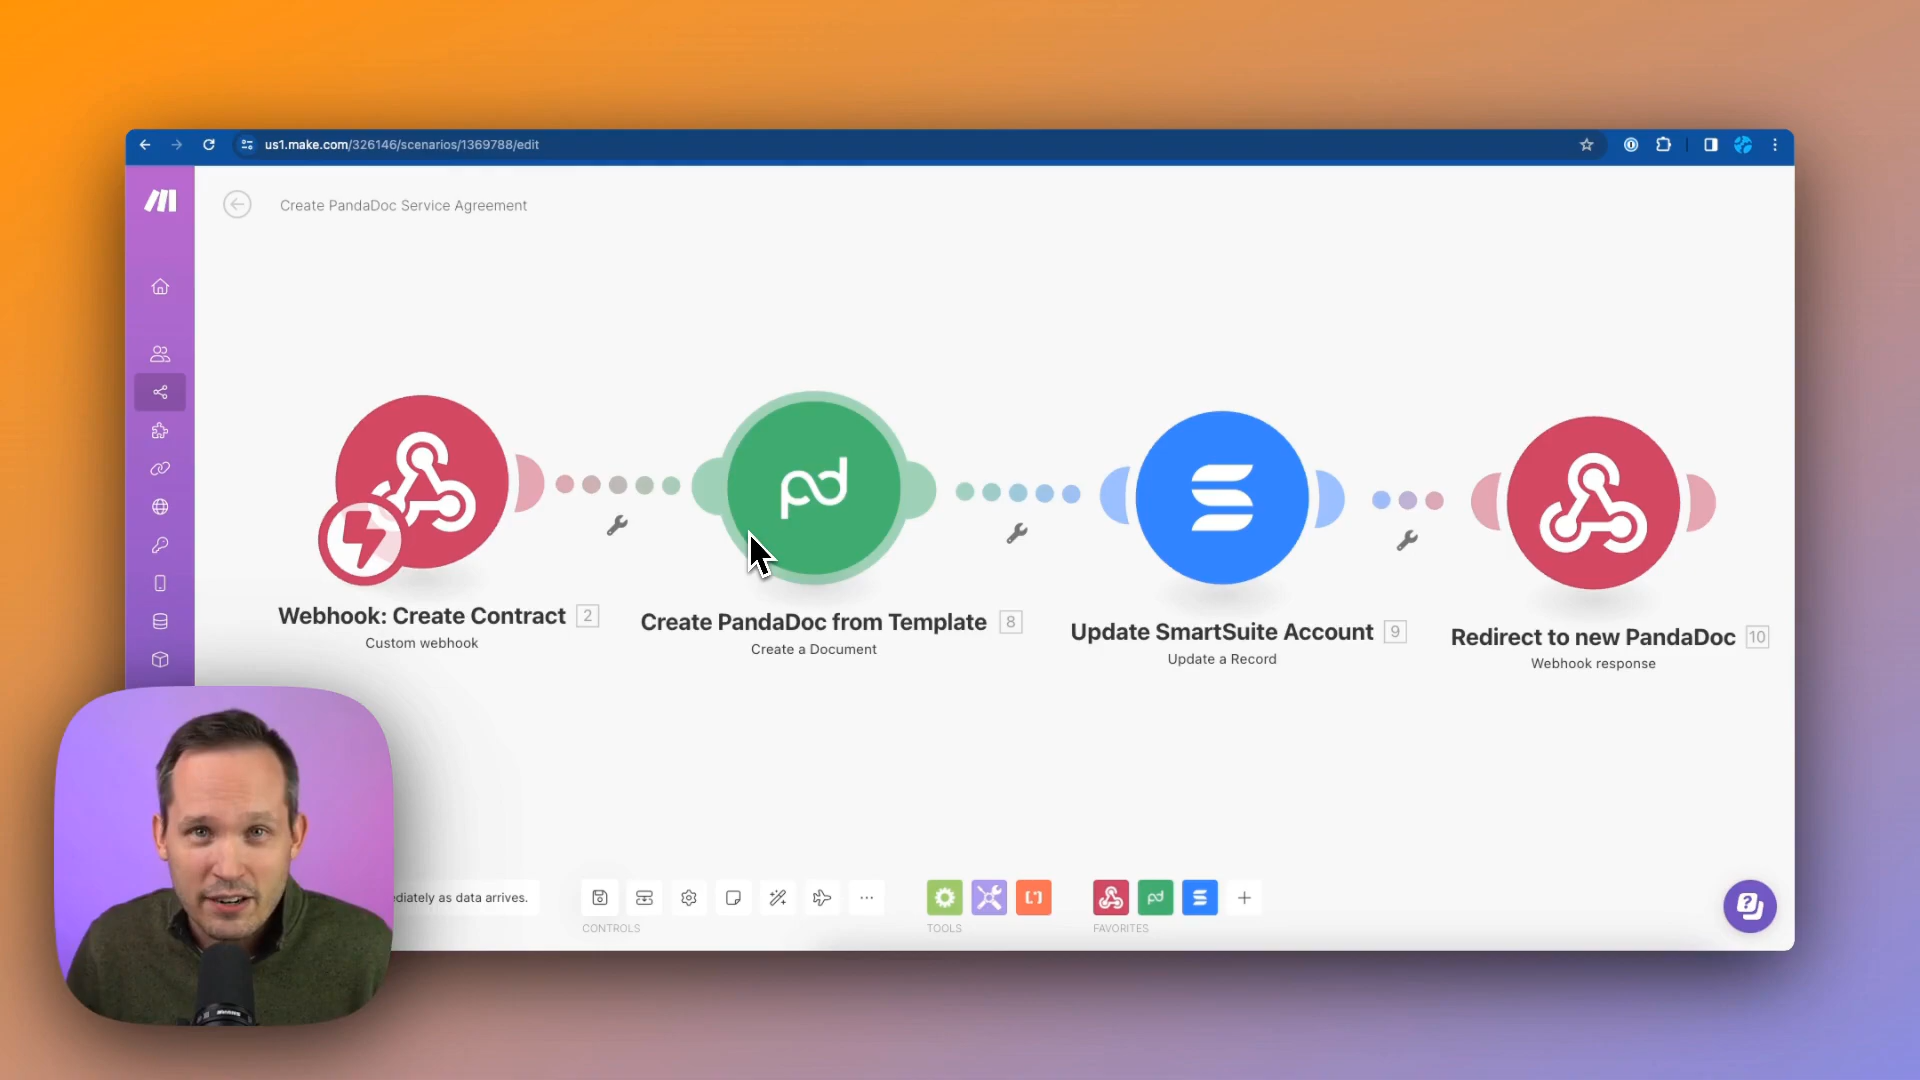 us1.make.com/326146/scenarios/1369788/edit
Create PandaDoc Service Agreement
Webhook: Create Contract 2
Custom webhook
Create PandaDoc from Template 8
Create a Document
Update SmartSuite Account 9
Update a Record
Redirect to new PandaDoc 10
Webhook response
diately as data arrives.
CONTROLS
TOOLS
FAVORITES